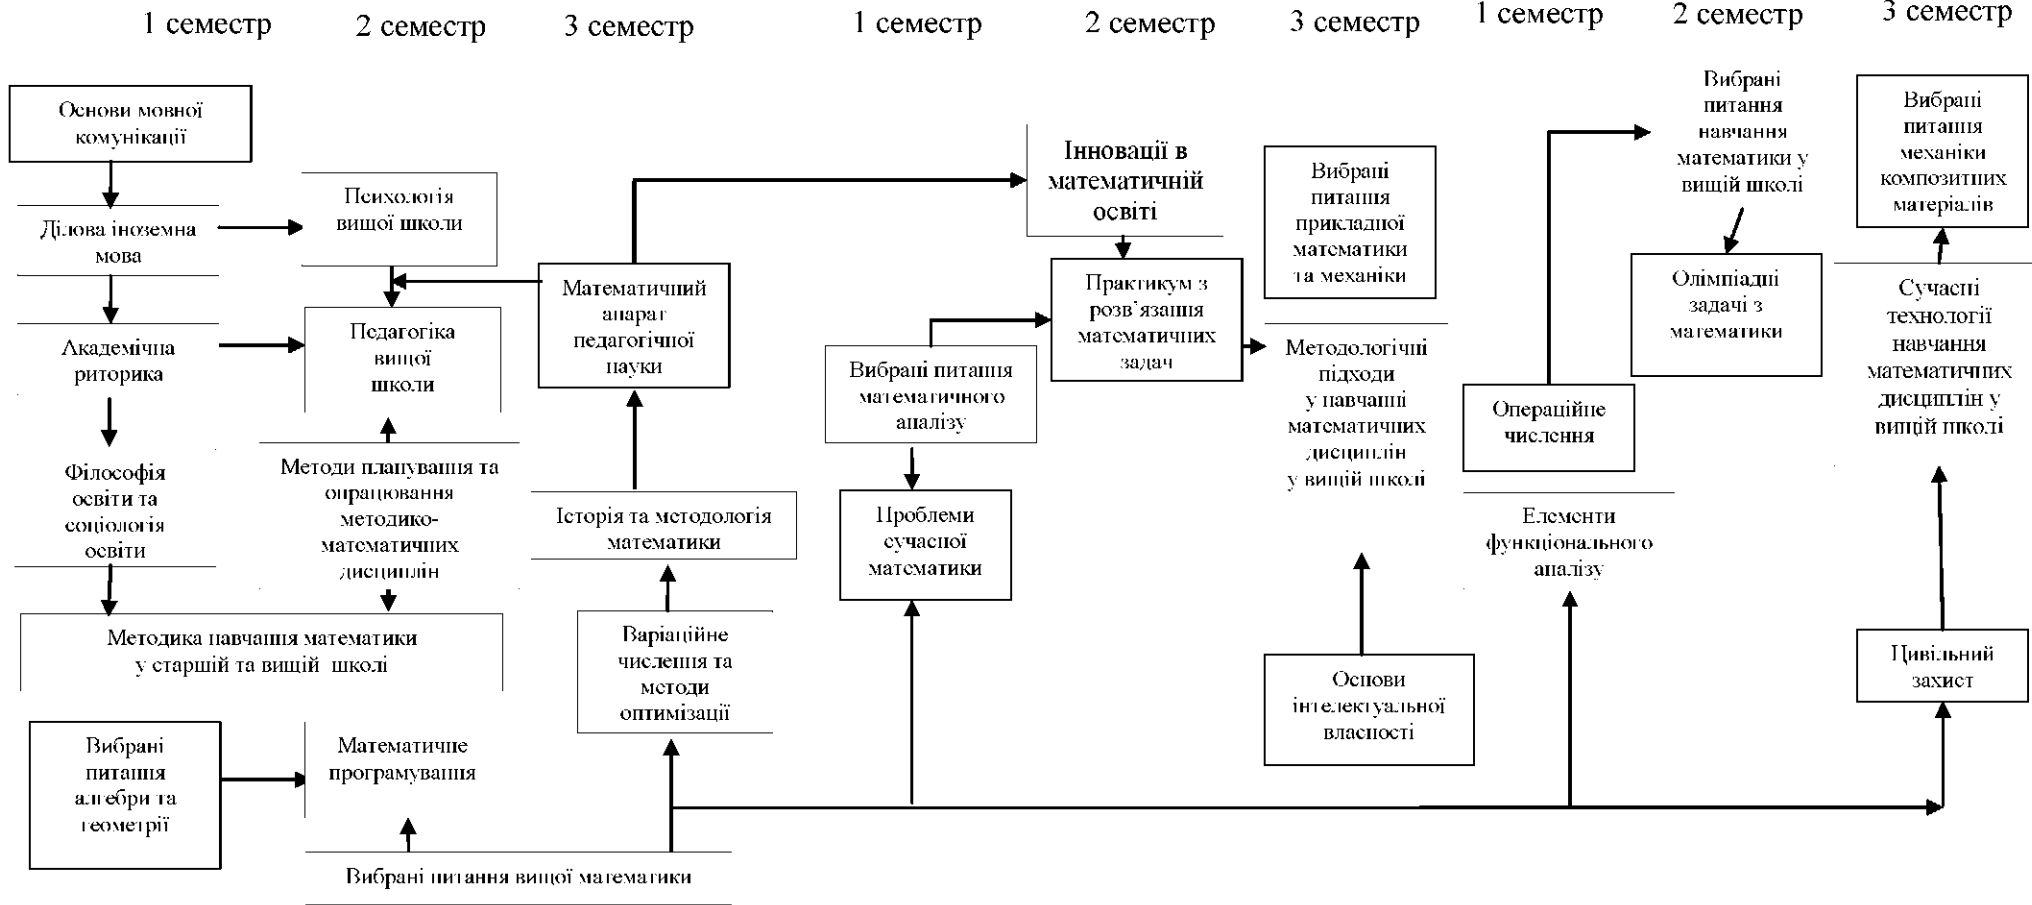 1 семестр
2 семестр
3 семестр
1 семестр
2 семестр
3 семестр
1 семестр
2 семестр
3 семестр
Основи мовної
комунікації
Ділова іноземна
мова
Академічна
риторика
Філософія
освіти та
соціологія
освіти
Методика навчання математики
у старшій та вищій школі
Вибрані
питання
алгебри та
геометрії
Психологія
вищої школи
Педагогіка
вищої
школи
Методи планування та
опрацювання
методико-
математичних
дисциплін
Математичне
програмування
Вибрані питання вищої математики
Математичний
апарат
педагогічної
науки
Історія та методологія
математики
Варіаційне
числення та
методи
оптимізації
Вибрані питання
математичного
аналізу
Проблеми
сучасної
математики
Інновації в
математичній
освіті
Практикум з
розв’язання
математичних
задач
Вибрані
питання
прикладної
математики
та механіки
Методологічні
підходи
у навчанні
математичних
дисциплін
у вищій школі
Основи
інтелектуальної
власності
Операційне
числення
Елементи
функціонального
аналізу
Вибрані
питання
навчання
математики у
вищій школі
Олімпіадні
задачі з
математики
Вибрані
питання
механіки
композитних
матеріалів
Сучасні
технології
навчання
математичних
дисциплін у
вищій школі
Цивільний
захист